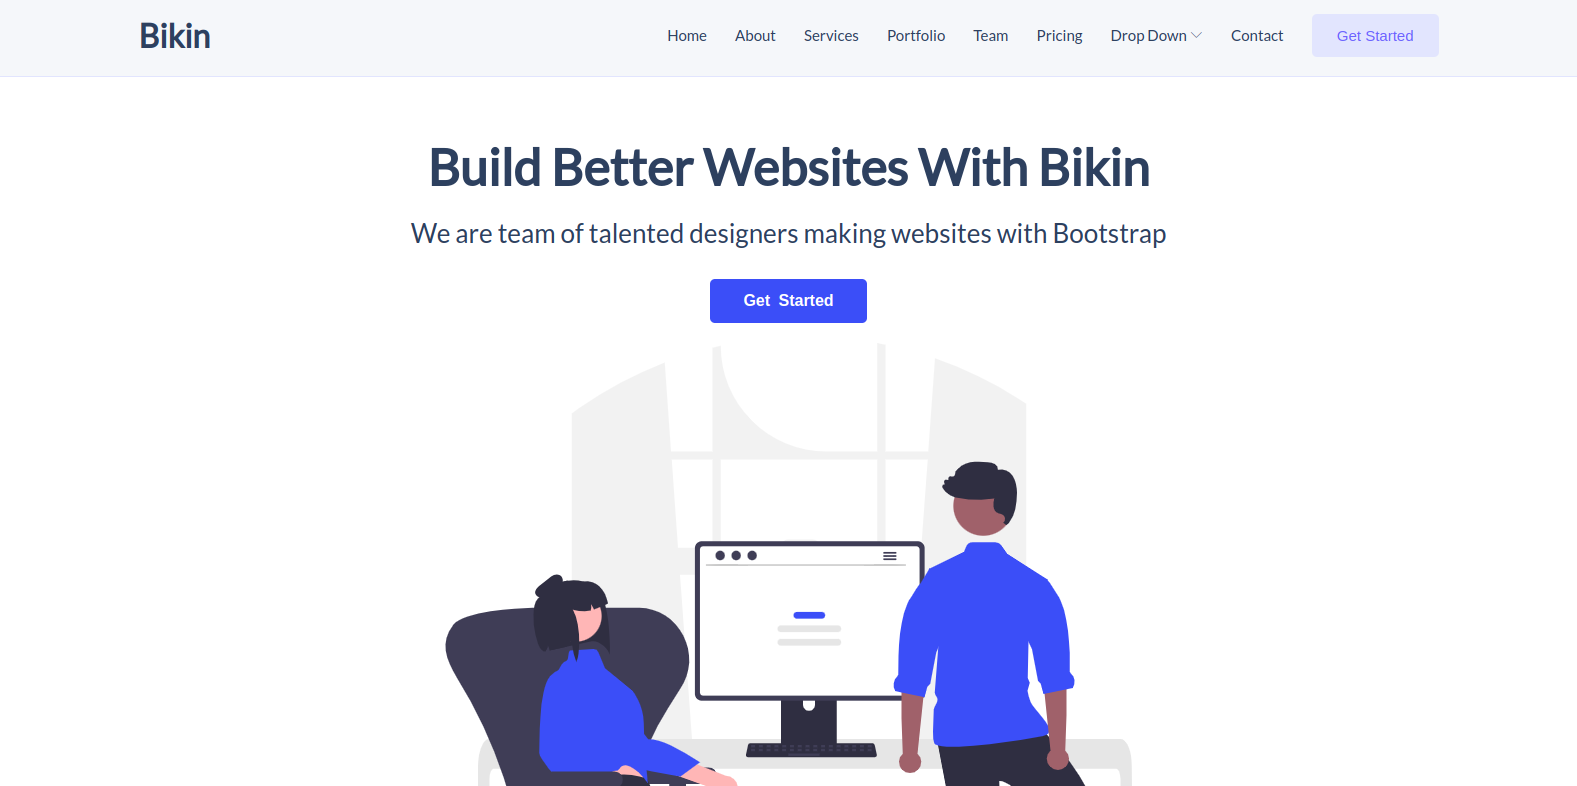 Bikin
Home About Services Portfolio Team Pricing Drop Down Contact Get Started
Build Better Websites With Bikin
We are team of talented designers making websites with Bootstrap
Get Started